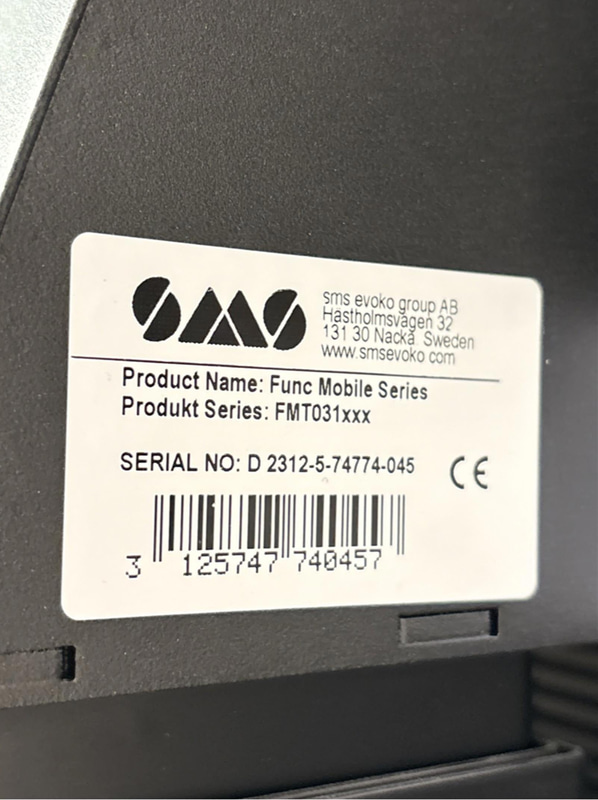 SMS
sms evoko group AB
Hästholmsvägen 32
131 30 Nacka Sweden
www.smsevoko.com
Product Name: Func Mobile Series
Produkt Series: FMT031xxx
SERIAL NO: D 2312-5-74774-045
CE
3 125747 740457